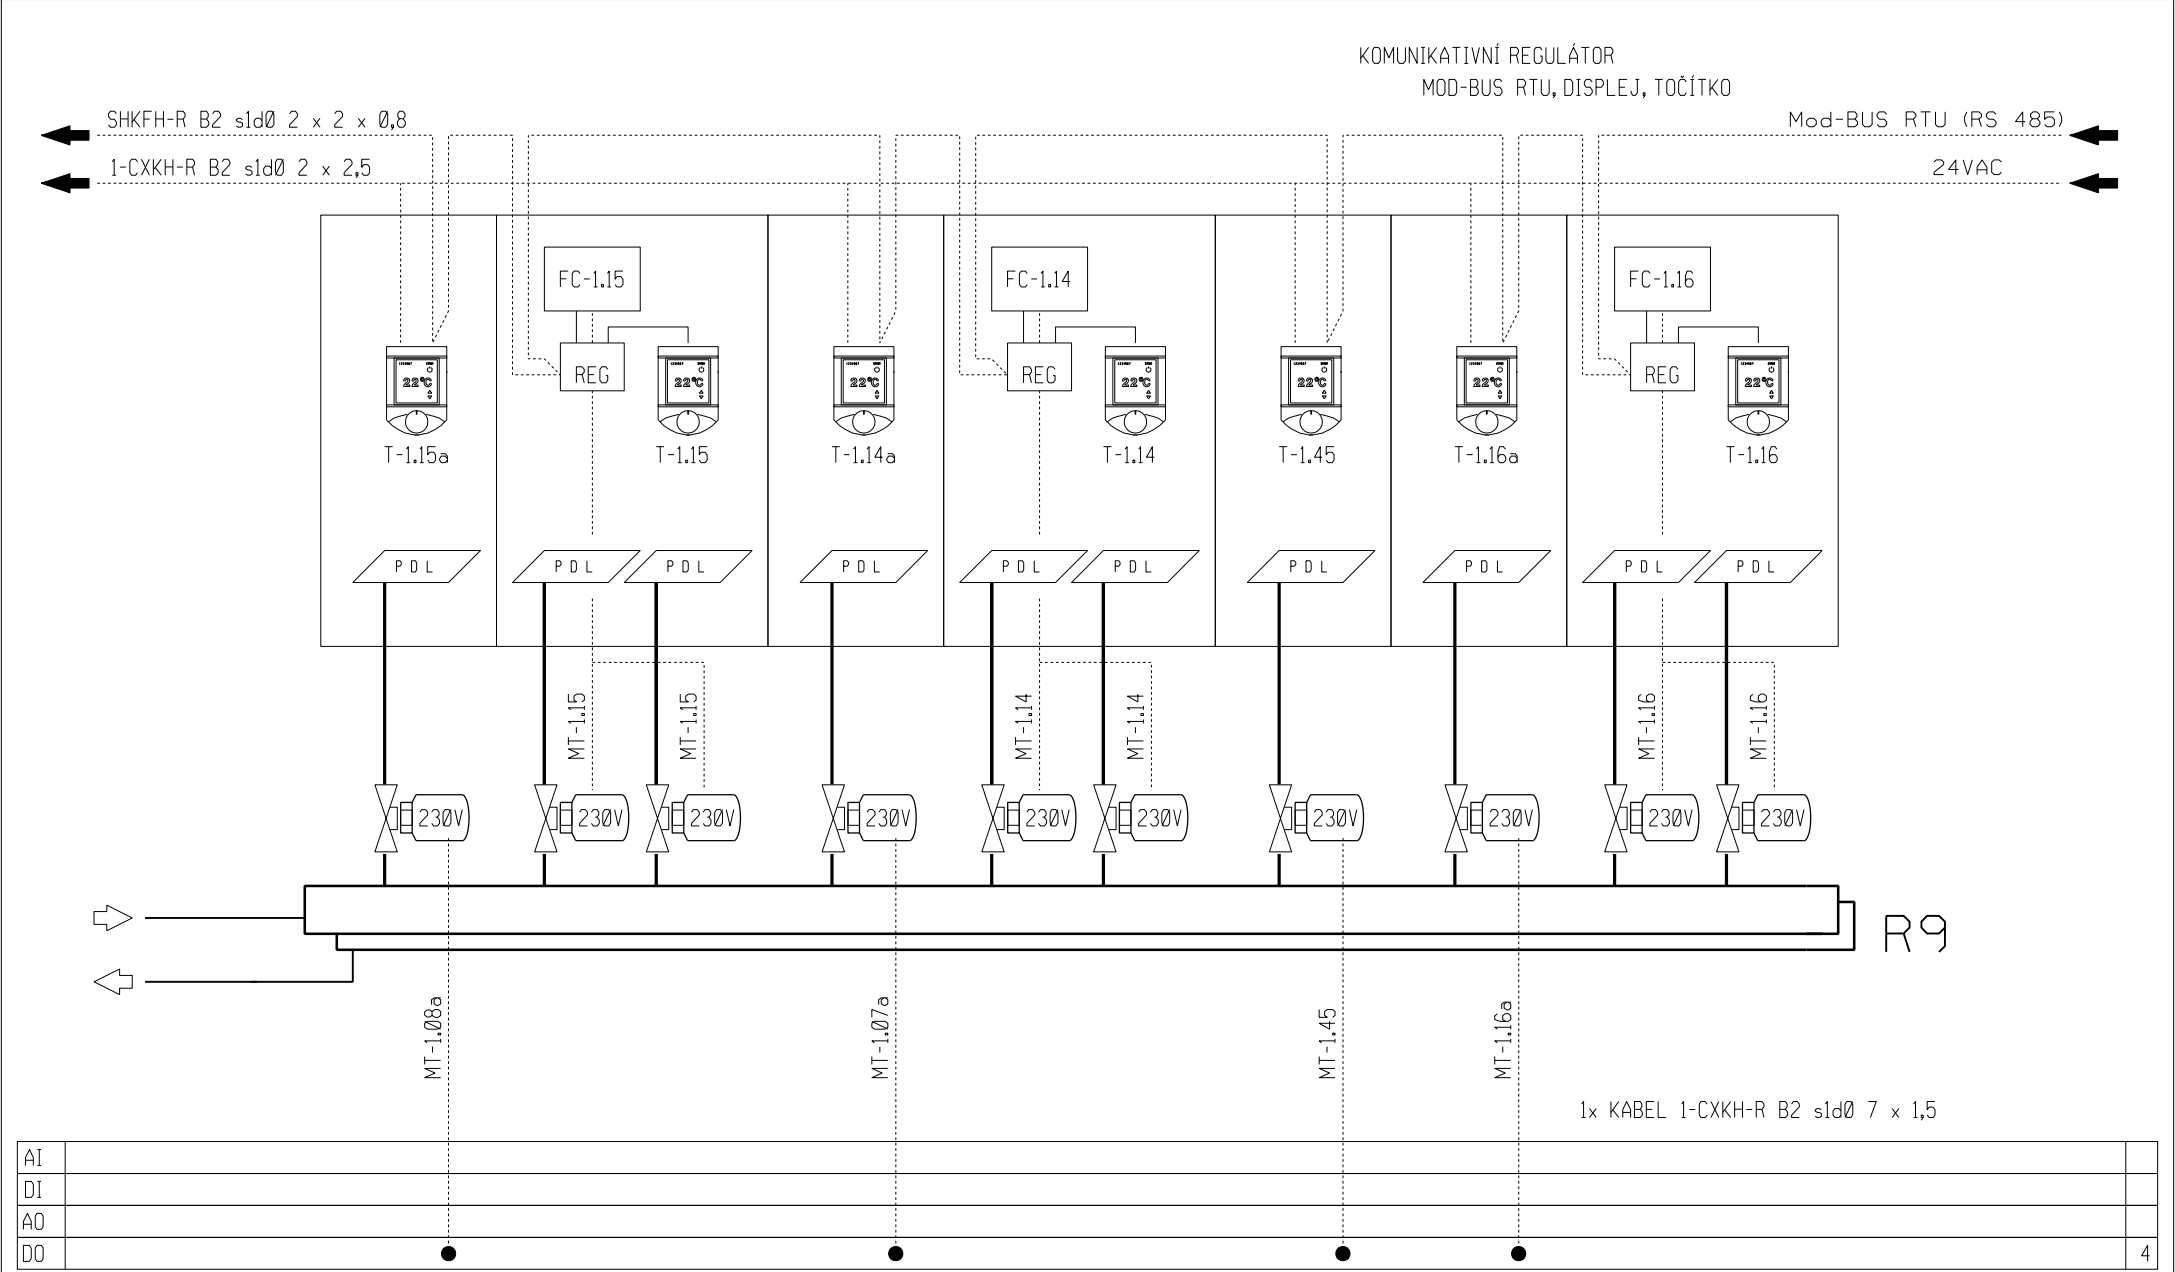 KOMUNIKATIVNÍ REGULÁTOR
MOD-BUS RTU, DISPLEJ, TOČÍTKO
SHKFH-R B2 s1d0 2 x 2 x 0,8
Mod-BUS RTU (RS 485)
1-CXKH-R B2 s1d0 2 x 2,5
24VAC
FC-1.15
FC-1.14
FC-1.16
22°C
REG
22°C
22°C
REG
22°C
22°C
22°C
REG
22°C
T-1.15a
T-1.15
T-1.14a
T-1.14
T-1.45
T-1.16a
T-1.16
PDL
PDL
PDL
PDL
PDL
PDL
PDL
PDL
PDL
PDL
MT-1.15
MT-1.15
MT-1.14
MT-1.14
MT-1.16
MT-1.16
230V
230V
230V
230V
230V
230V
230V
230V
230V
230V
R9
MT-1.08a
MT-1.07a
MT-1.45
MT-1.16a
1x KABEL 1-CXKH-R B2 s1d0 7 x 1,5
AI
DI
AO
DO
4